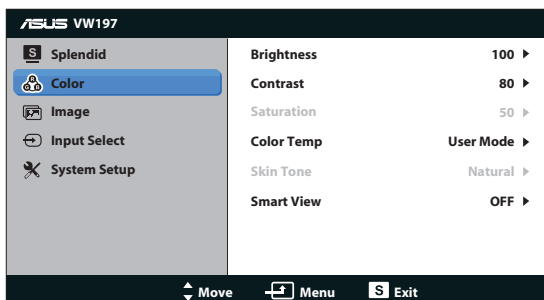 ASUS VW197
S Splendid
Color
Image
Input Select
System Setup
Brightness 100
Contrast 80
Saturation 50
Color Temp User Mode
Skin Tone Natural
Smart View OFF
Move Menu S Exit